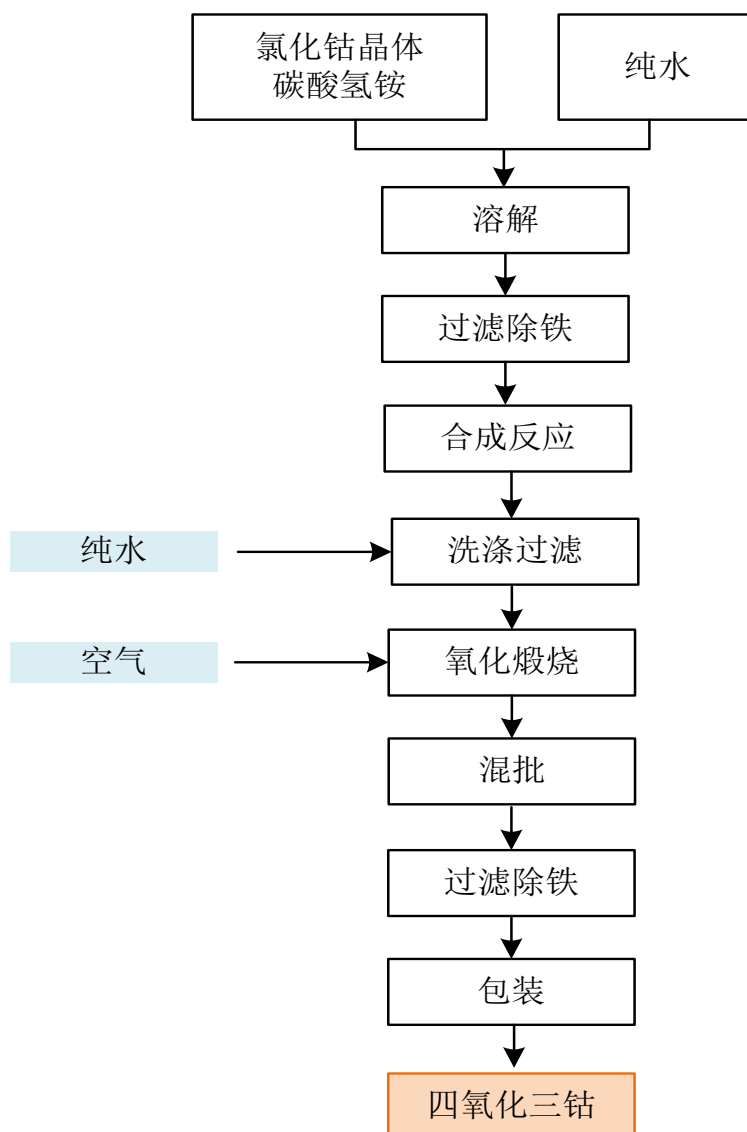 氯化钴晶体
碳酸氢铵
纯水
溶解
过滤除铁
合成反应
纯水
洗涤过滤
空气
氧化煅烧
混批
过滤除铁
包装
四氧化三钴